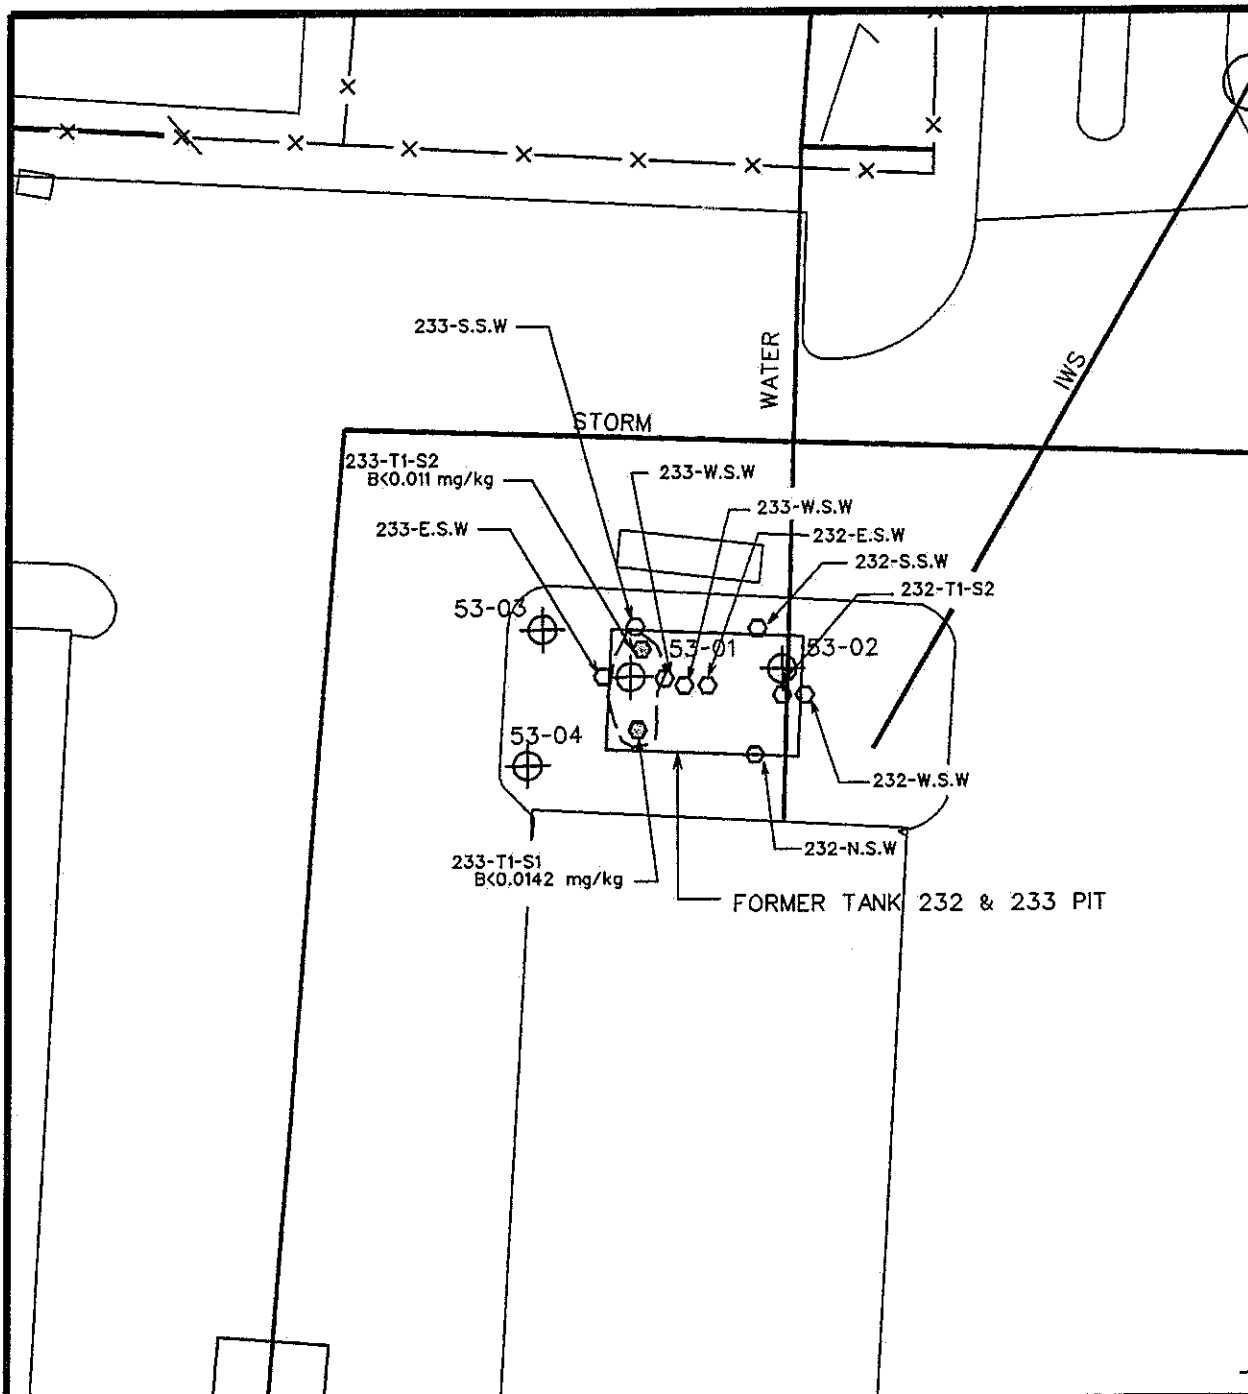 233-S.S.W
WATER
IWS
STORM
233-T1-S2
B<0.011 mg/kg
233-W.S.W
233-W.S.W
233-E.S.W
232-E.S.W
232-S.S.W
232-T1-S2
53-03
53-01
53-02
53-04
232-W.S.W
232-N.S.W
233-T1-S1
B<0.0142 mg/kg
FORMER TANK 232 & 233 PIT